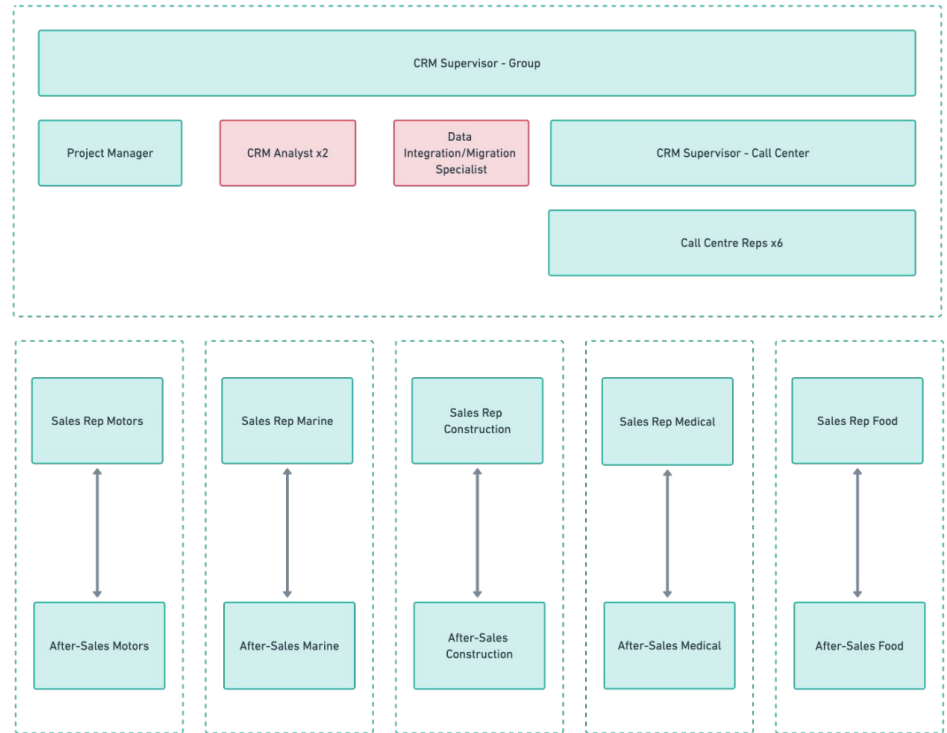 CRM Supervisor - Group
Project Manager
CRM Analyst x2
Data
Integration/Migration
Specialist
CRM Supervisor - Call Center
Call Centre Reps x6
Sales Rep Motors
Sales Rep Marine
Sales Rep
Construction
Sales Rep Medical
Sales Rep Food
After-Sales Motors
After-Sales Marine
After-Sales
Construction
After-Sales Medical
After-Sales Food